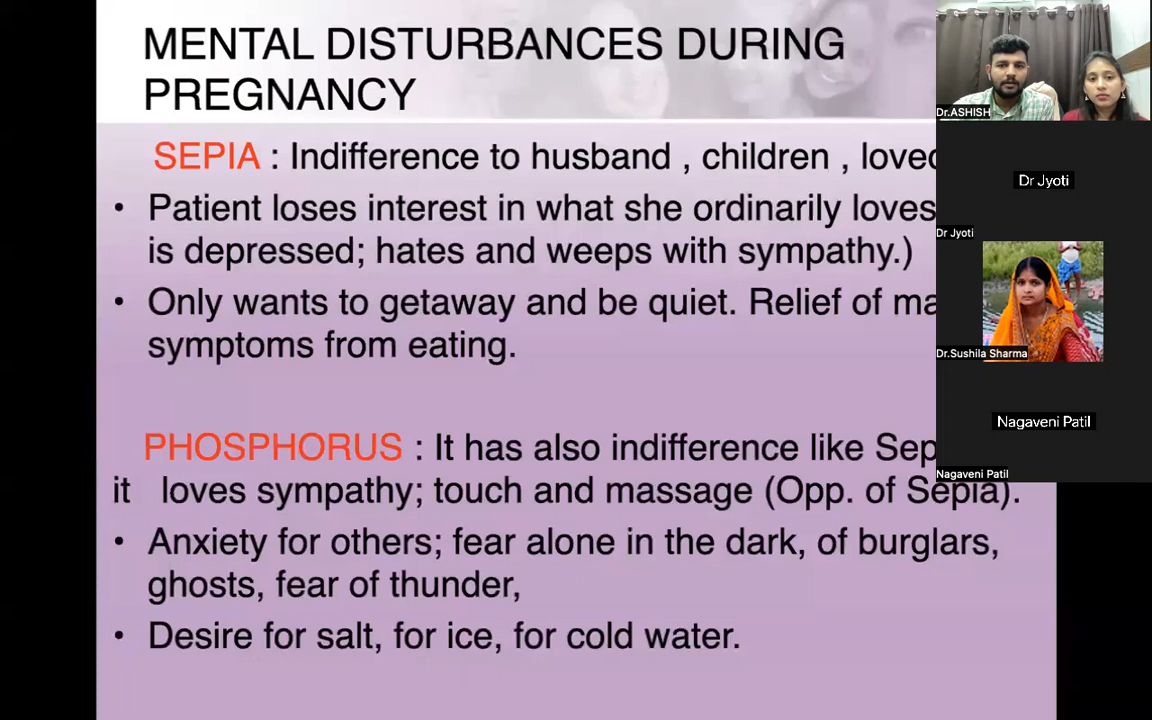 MENTAL DISTURBANCES DURING
PREGNANCY
SEPIA : Indifference to husband , children ,
• Patient loses interest in what she ordinarily loves
is depressed; hates and weeps with sympathy.)
• Only wants to getaway and be quiet. Relief of
symptoms from eating.
PHOSPHORUS : It has also indifference like
it loves sympathy; touch and massage (Opp. of Sepia).
• Anxiety for others; fear alone in the dark, of burglars,
ghosts, fear of thunder,
• Desire for salt, for ice, for cold water.
Dr.ASHISH
Dr Jyoti
Dr Jyoti
Dr.Sushila Sharma
Nagaveni Patil
Nagaveni Patil